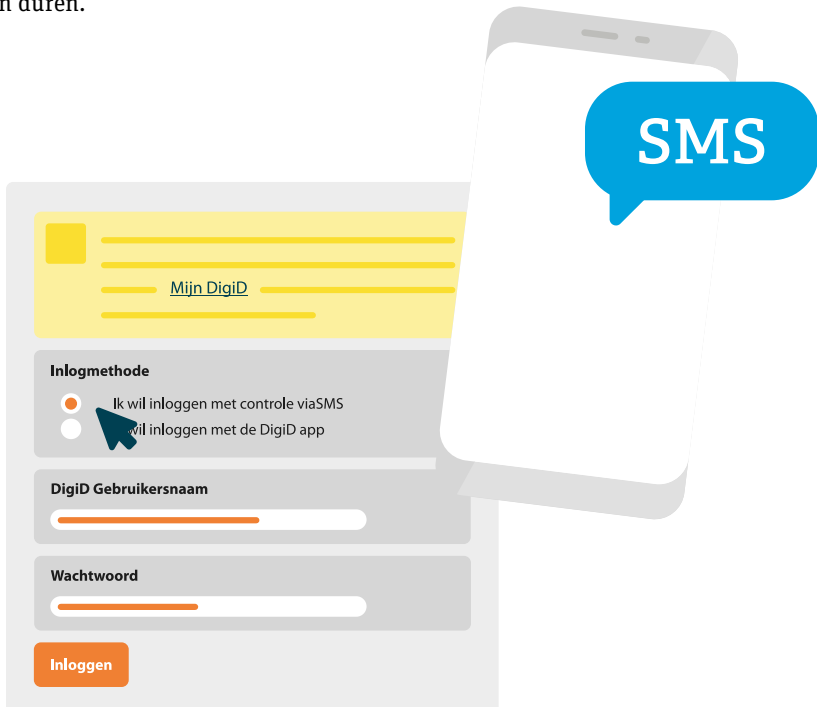 n duren.
SMS
Mijn DigiD
Inlogmethode
Ik wil inloggen met controle viaSMS
wil inloggen met de DigiD app
DigiD Gebruikersnaam
Wachtwoord
Inloggen